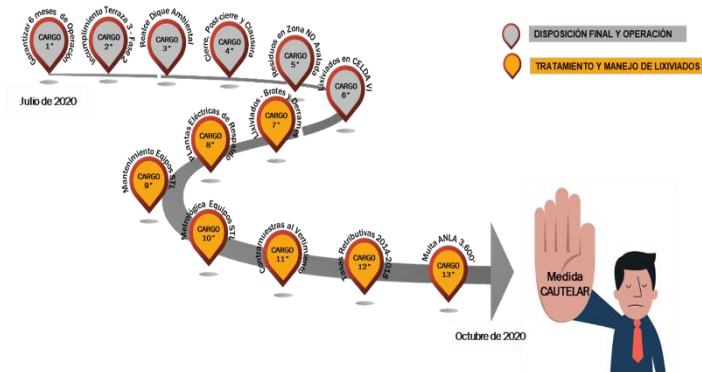 Garantizar 6 meses de Operación
CARGO
1°
Incumplimiento Terraza 3 - Fase 2
CARGO
2°
Realce Dique Ambiental
CARGO
3°
Cierre, Post-cierre y Clausura
CARGO
4°
Residuos en Zona NO Avalada
CARGO
5°
Lixiviados en CELDA VI
CARGO
6°
DISPOSICIÓN FINAL Y OPERACIÓN
TRATAMIENTO Y MANEJO DE LIXIVIADOS
Julio de 2020
Lixiviados - Brotes y Derrames
CARGO
7°
Plantas Eléctricas de Respaldo
CARGO
8°
Mantenimiento Eqipos STL
CARGO
9°
Metrológica Equipos STL
CARGO
10°
Contramuestras al Vertimiento
CARGO
11°
Tasas Retributivas 2014-2018
CARGO
12°
Multa ANLA 3.600'
CARGO
13°
Medida
CAUTELAR
Octubre de 2020